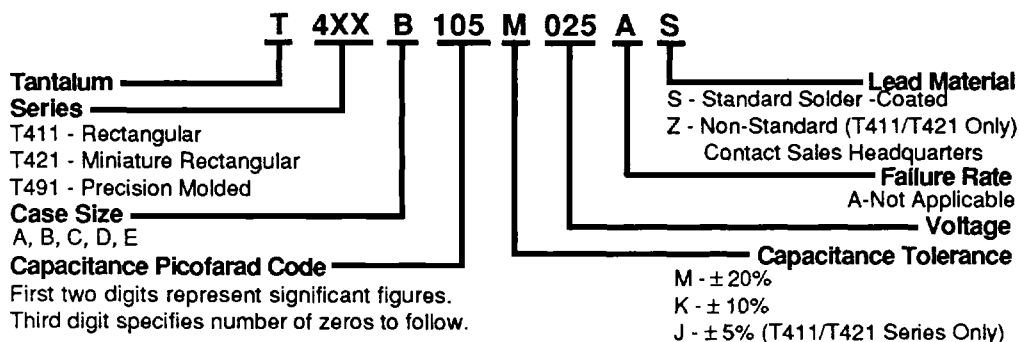 T 4XX B 105 M 025 A S
Tantalum
Series
T411 - Rectangular
T421 - Miniature Rectangular
T491 - Precision Molded
Case Size
A, B, C, D, E
Capacitance Picofarad Code
First two digits represent significant figures.
Third digit specifies number of zeros to follow.
Lead Material
S - Standard Solder -Coated
Z - Non-Standard (T411/T421 Only)
Contact Sales Headquarters
Failure Rate
A-Not Applicable
Voltage
Capacitance Tolerance
M - ± 20%
K - ± 10%
J - ± 5% (T411/T421 Series Only)